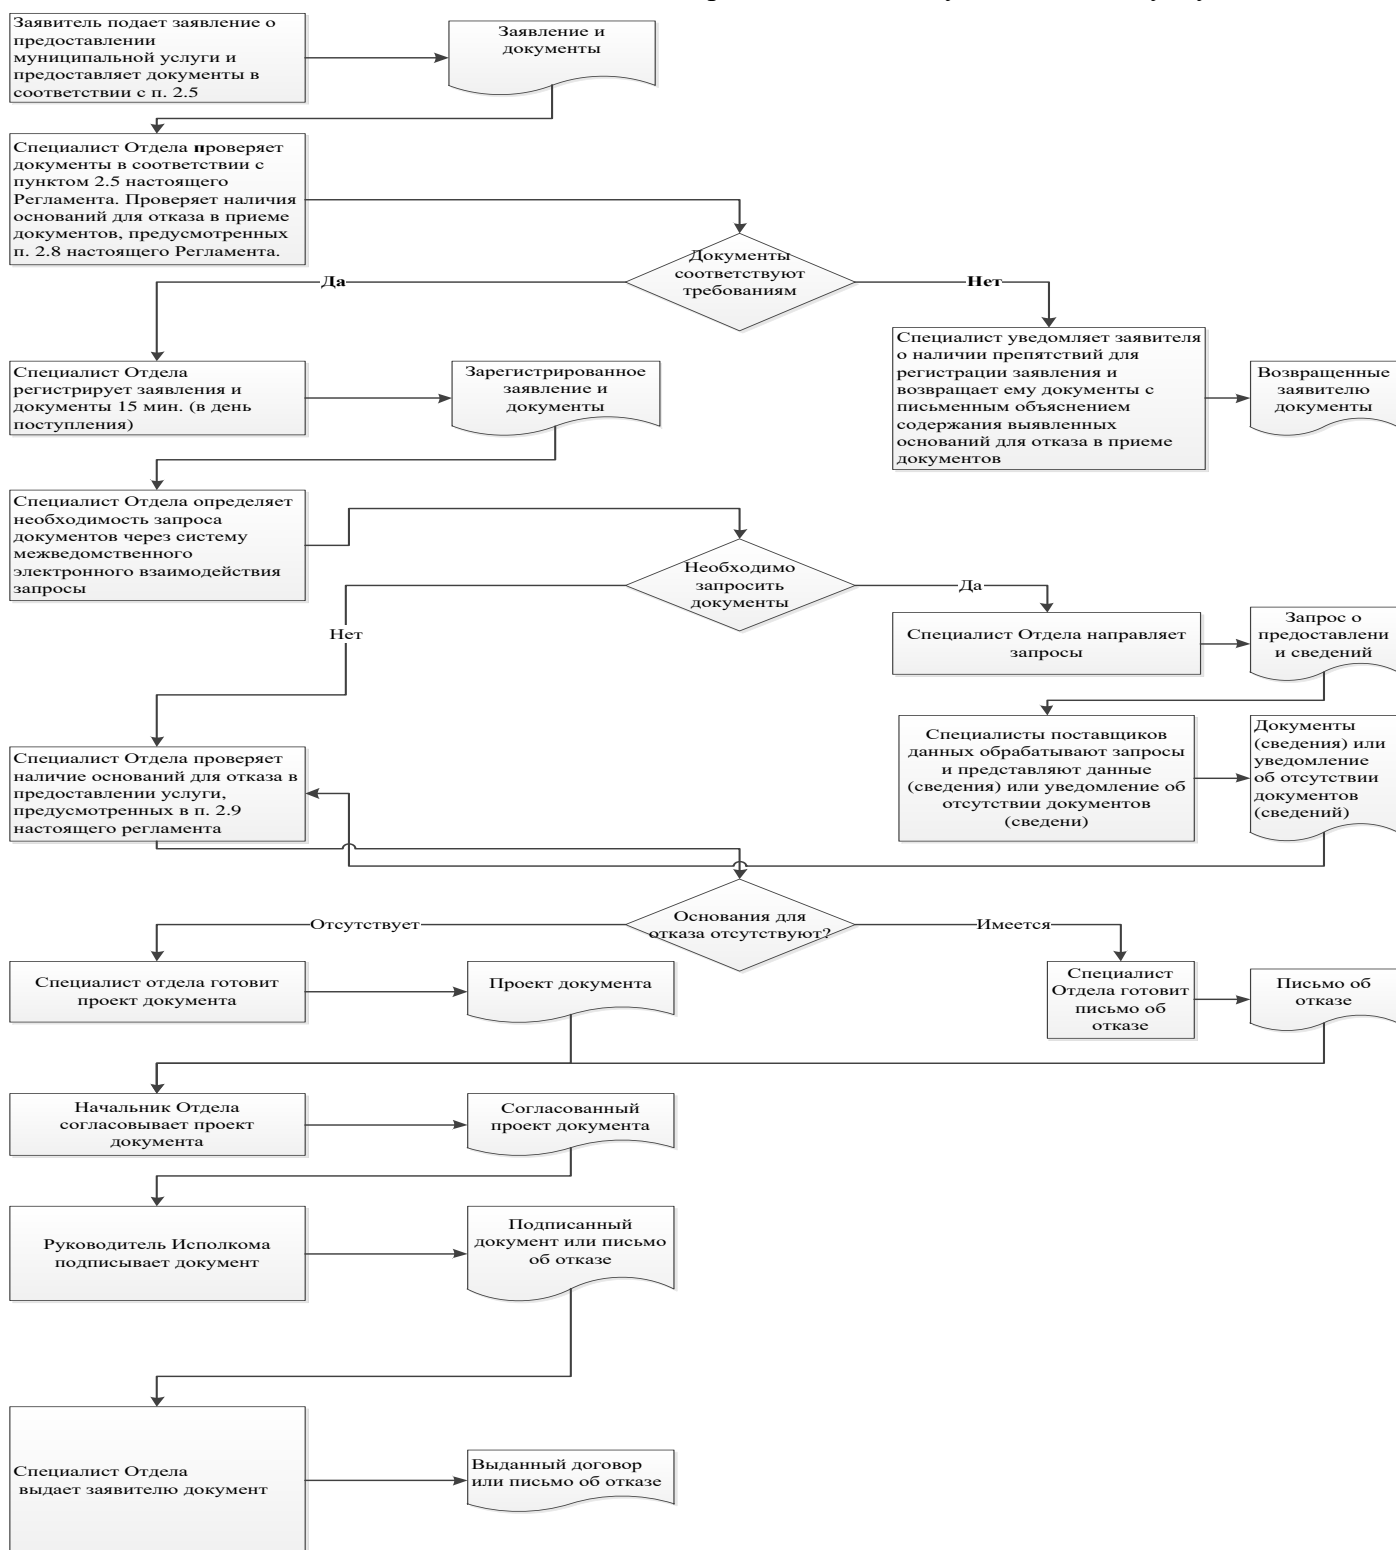 Заявитель подает заявление о
предоставлении
муниципальной услуги и
предоставляет документы в
соответствии с п. 2.5
Заявление и
документы
Специалист Отдела проверяет
документы в соответствии с
пунктом 2.5 настоящего
Регламента. Проверяет наличия
оснований для отказа в приеме
документов, предусмотренных
п. 2.8 настоящего Регламента.
Документы
соответствуют
требованиям
Да
Нет
Специалист Отдела
регистрирует заявления и
документы 15 мин. (в день
поступления)
Зарегистрированное
заявление и
документы
Специалист уведомляет заявителя
о наличии препятствий для
регистрации заявления и
возвращает ему документы с
письменным объяснением
содержания выявленных
оснований для отказа в приеме
документов
Возвращенные
заявителю
документы
Специалист Отдела определяет
необходимость запроса
документов через систему
межведомственного
электронного взаимодействия
запросы
Необходимо
запросить
документы
Да
Нет
Специалист Отдела направляет
запросы
Запрос о
предоставлени
и сведений
Специалисты поставщиков
данных обрабатывают запросы
и представляют данные
(сведения) или уведомление об
отсутствии документов
(сведени)
Документы
(сведения) или
уведомление
об отсутствии
документов
(сведений)
Специалист Отдела проверяет
наличие оснований для отказа в
предоставлении услуги,
предусмотренных в п. 2.9
настоящего регламента
Основания для
отказа отсутствуют?
Отсутствует
Имеется
Специалист отдела готовит
проект документа
Проект документа
Специалист
Отдела готовит
письмо об
отказе
Письмо об
отказе
Начальник Отдела
согласовывает проект
документа
Согласованный
проект документа
Руководитель Исполкома
подписывает документ
Подписанный
документ или письмо
об отказе
Специалист Отдела
выдает заявителю документ
Выданный договор
или письмо об отказе